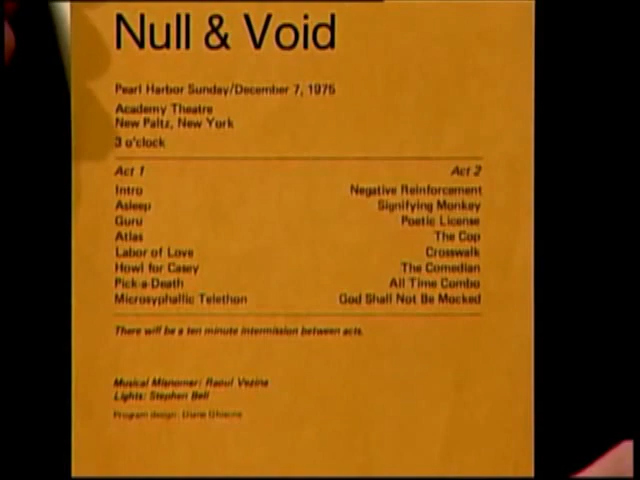 Null & Void
Pearl Harbor Sunday/December 7, 1975
Academy Theatre
New Paltz, New York
3 o'clock
Act 1 Act 2
Intro Negative Reinforcement
Asleep Signifying Monkey
Guru Poetic License
Atlas The Cop
Labor of Love Crosswalk
Howl for Casey The Comedian
Pick-a-Death All Time Combo
Microsyphallic Telethon God Shall Not Be Mocked
There will be a ten minute intermission between acts.
Musical Misnomer: Raoul Vezina
Lights: Stephen Bell
Program design: Diane